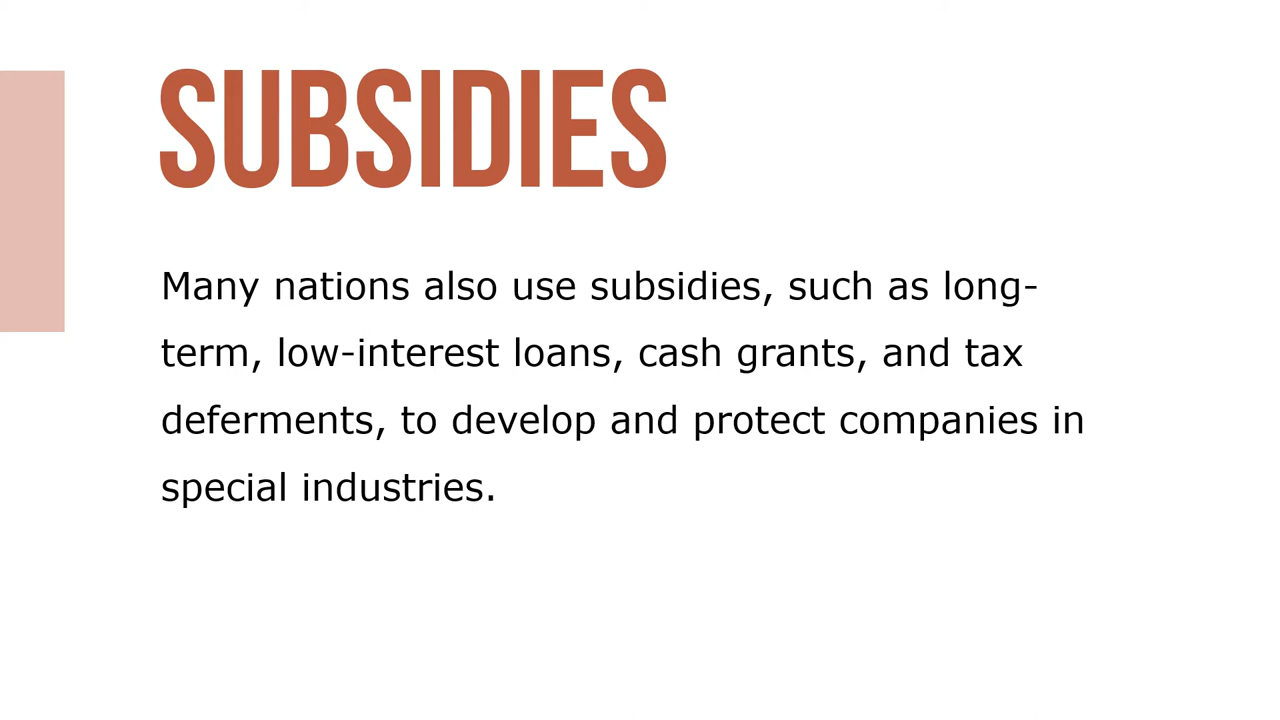 SUBSIDIES
Many nations also use subsidies, such as long-
term, low-interest loans, cash grants, and tax
deferments, to develop and protect companies in
special industries.